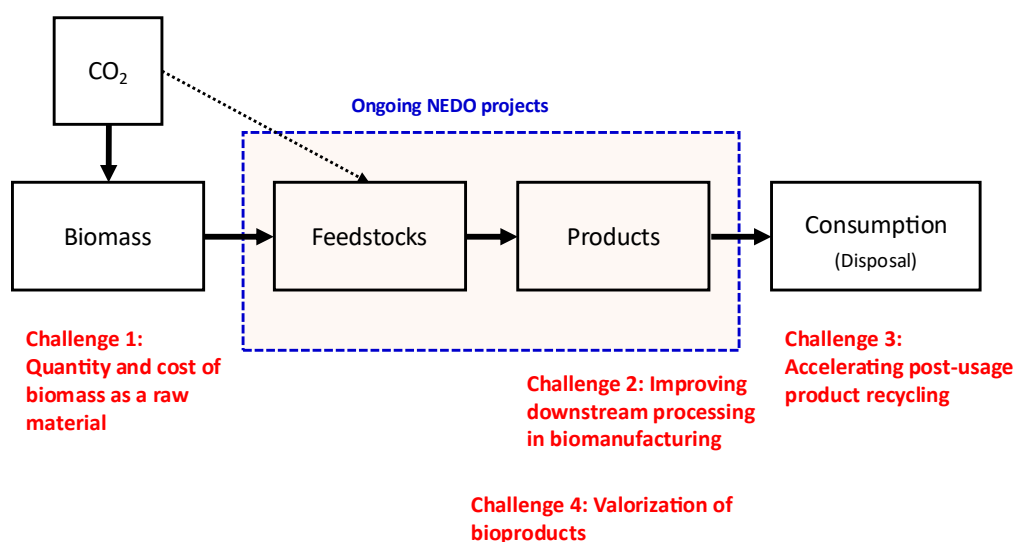 CO₂
Ongoing NEDO projects
Biomass
Feedstocks
Products
Consumption
(Disposal)
Challenge 1:
Quantity and cost of
biomass as a raw
material
Challenge 2: Improving
downstream processing
in biomanufacturing
Challenge 3:
Accelerating post-usage
product recycling
Challenge 4: Valorization of
bioproducts